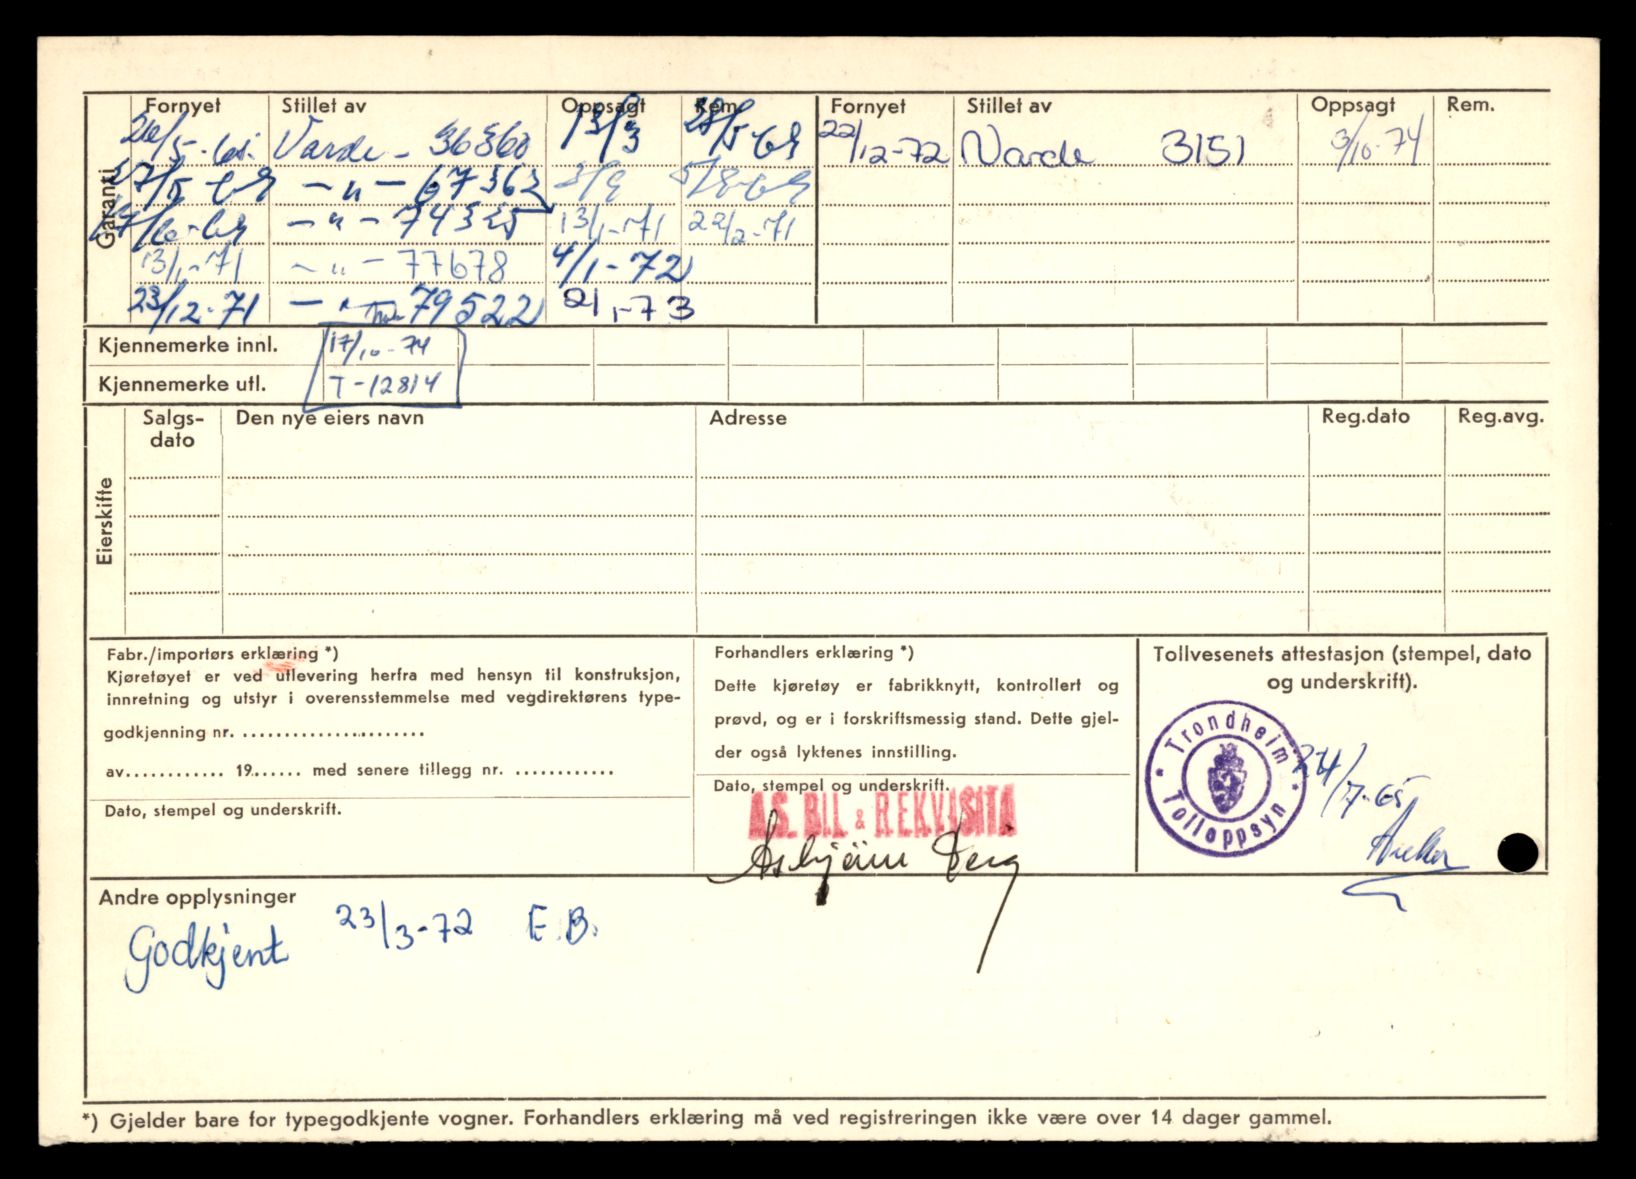 Garanti
Fornyet Stillet av Oppsagt Rem. Fornyet Stillet av Oppsagt Rem.
26/5-65. Varde - 36360 13/3 28/5-69 22/12-72 Varde 3151 3/10-74
27/5-69 - " - 67362 5/8-69
- " - 74325 13/1-71 22/2-71
13/1-71 - " - 77678 4/1-72
23/12-71 - " - 79522 2/1-73
Kjennemerke innl. 17/10-74
Kjennemerke utl. T-12814
Eierskifte
Salgs-dato Den nye eiers navn Adresse Reg.dato Reg.avg.
Fabr./importørs erklæring *)
Kjøretøyet er ved utlevering herfra med hensyn til konstruksjon,
innretning og utstyr i overensstemmelse med vegdirektørens type-
godkjenning nr. ........................
av............ 19...... med senere tillegg nr. ............
Dato, stempel og underskrift.
Forhandlers erklæring *)
Dette kjøretøy er fabrikknytt, kontrollert og
prøvd, og er i forskriftsmessig stand. Dette gjel-
der også lyktenes innstilling.
Dato, stempel og underskrift.
A.S. BIL & REKVISITA
Asbjørn Berg
Tollvesenets attestasjon (stempel, dato
og underskrift).
* Trondheim *
Tolloppsyn
24/7-65
Andre opplysninger
Godkjent 23/3-72 E.B.
*) Gjelder bare for typegodkjente vogner. Forhandlers erklæring må ved registreringen ikke være over 14 dager gammel.